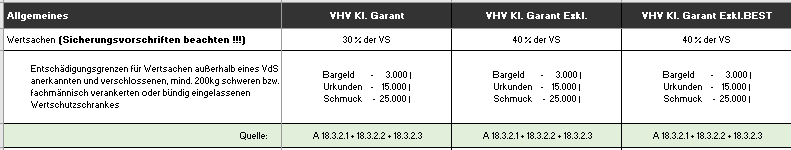 Allgemeines VHV Kl. Garant VHV Kl. Garant Exkl. VHV Kl. Garant Exkl.BEST
Wertsachen (Sicherungsvorschriften beachten !!!) 30 % der VS 40 % der VS 40 % der VS
Entschädigungsgrenzen für Wertsachen außerhalb eines VdS
anerkannten und verschlossenen, mind. 200kg schweren bzw.
fachmännisch verankerten oder bündig eingelassenen
Wertschutzschrankes
Bargeld - 3.000 |
Urkunden - 15.000 |
Schmuck - 25.000 |
Bargeld - 3.000 |
Urkunden - 15.000 |
Schmuck - 25.000 |
Bargeld - 3.000 |
Urkunden - 15.000 |
Schmuck - 25.000 |
Quelle: A 18.3.2.1 + 18.3.2.2 + 18.3.2.3 A 18.3.2.1 + 18.3.2.2 + 18.3.2.3 A 18.3.2.1 + 18.3.2.2 + 18.3.2.3